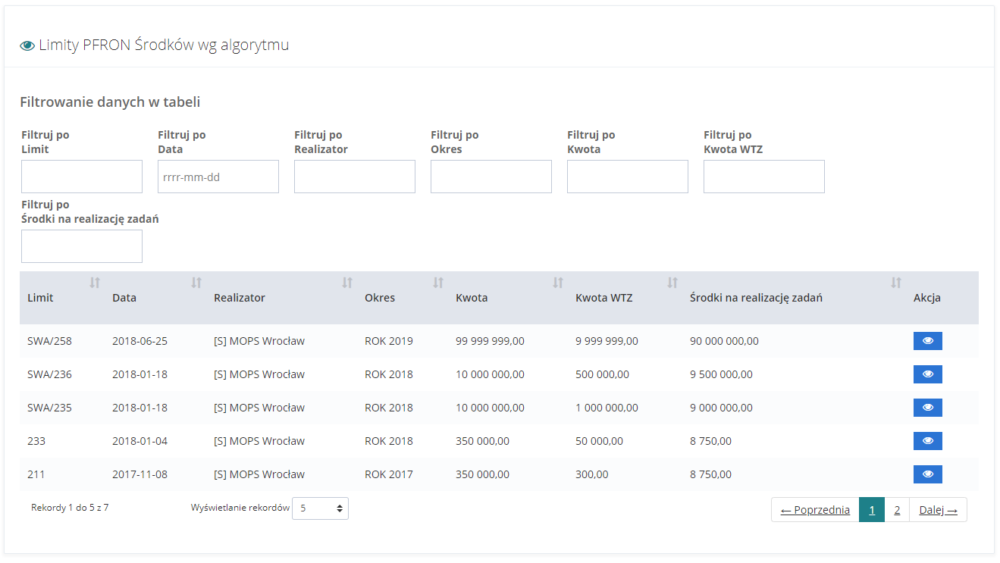 Limity PFRON Środków wg algorytmu
Filtrowanie danych w tabeli
Filtruj po Limit
Filtruj po Data
rrrr-mm-dd
Filtruj po Realizator
Filtruj po Okres
Filtruj po Kwota
Filtruj po Kwota WTZ
Filtruj po Środki na realizację zadań
Limit Data Realizator Okres Kwota Kwota WTZ Środki na realizację zadań Akcja
SWA/258 2018-06-25 [S] MOPS Wrocław ROK 2019 99 999 999,00 9 999 999,00 90 000 000,00
SWA/236 2018-01-18 [S] MOPS Wrocław ROK 2018 10 000 000,00 500 000,00 9 500 000,00
SWA/235 2018-01-18 [S] MOPS Wrocław ROK 2018 10 000 000,00 1 000 000,00 9 000 000,00
233 2018-01-04 [S] MOPS Wrocław ROK 2018 350 000,00 50 000,00 8 750,00
211 2017-11-08 [S] MOPS Wrocław ROK 2017 350 000,00 300,00 8 750,00
Rekordy 1 do 5 z 7 Wyświetlanie rekordów 5 ← Poprzednia 1 2 Dalej →